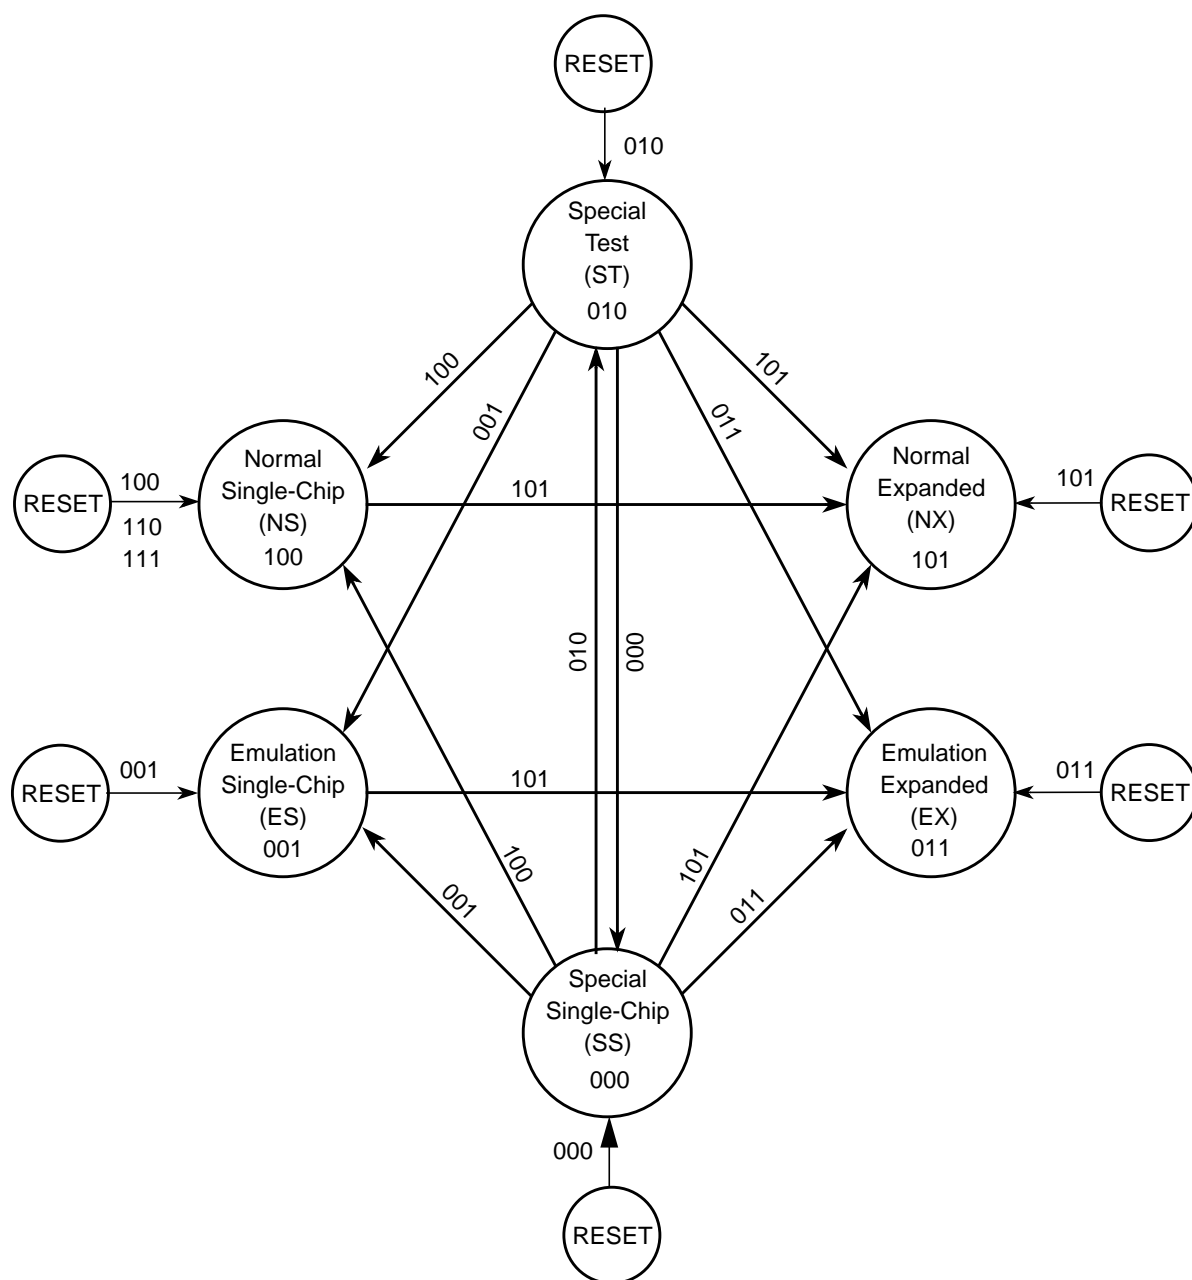 RESET
010
Special
Test
(ST)
010
100
101
001
011
Normal
Single-Chip
(NS)
100
Normal
Expanded
(NX)
101
RESET
100
110
111
101
101
RESET
010
000
Emulation
Single-Chip
(ES)
001
Emulation
Expanded
(EX)
011
RESET
001
101
011
RESET
100
101
001
011
Special
Single-Chip
(SS)
000
000
RESET